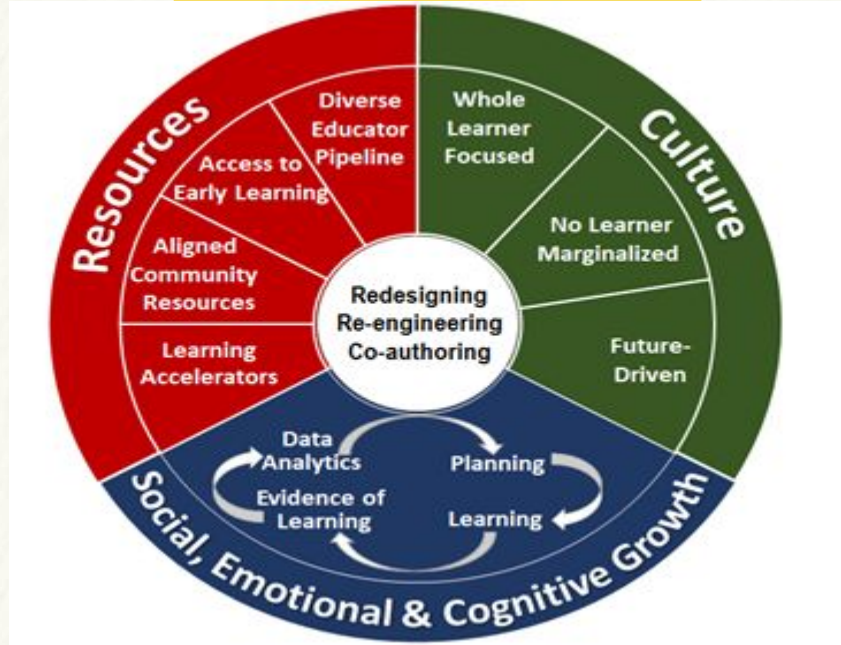 Resources
Diverse
Educator
Pipeline
Access to
Early Learning
Aligned
Community
Resources
Learning
Accelerators
Culture
Whole
Learner
Focused
No Learner
Marginalized
Future-
Driven
Redesigning
Re-engineering
Co-authoring
Data
Analytics
Planning
Learning
Evidence of
Learning
Social, Emotional & Cognitive Growth